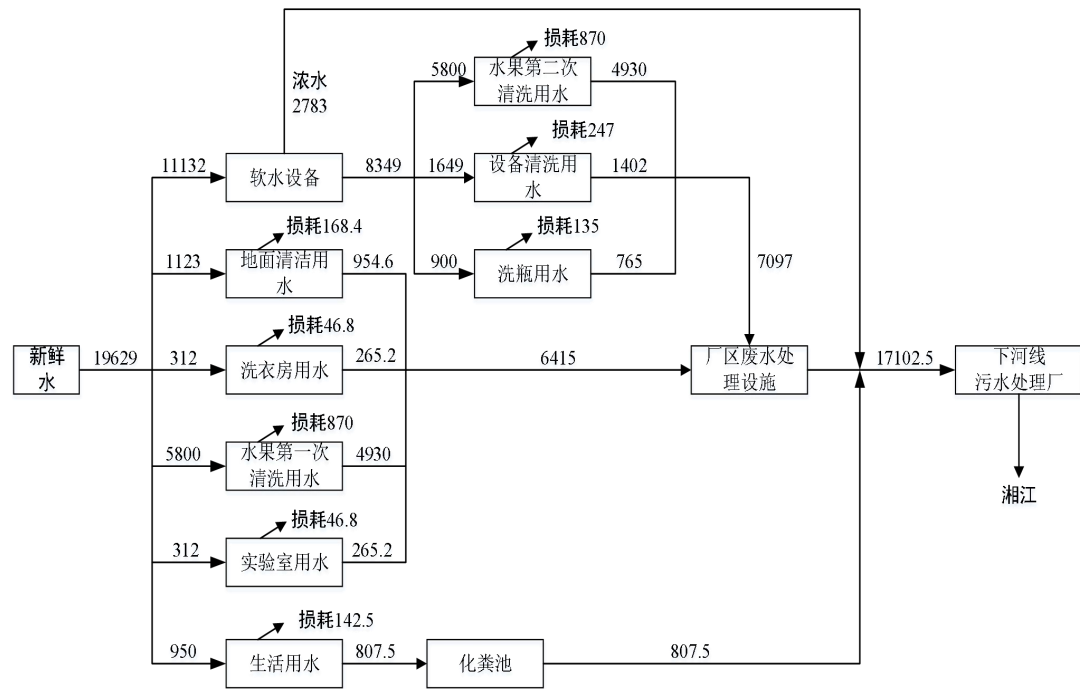 损耗870
5800
水果第二次
清洗用水
4930
浓水
2783
损耗247
11132
软水设备
8349
1649
设备清洗用
水
1402
损耗168.4
损耗135
1123
地面清洁用
水
954.6
900
洗瓶用水
765
7097
损耗46.8
新鲜
水
19629
312
洗衣房用水
265.2
6415
厂区废水处
理设施
17102.5
下河线
污水处理厂
损耗870
5800
水果第一次
清洗用水
4930
湘江
损耗46.8
312
实验室用水
265.2
损耗142.5
950
生活用水
807.5
化粪池
807.5